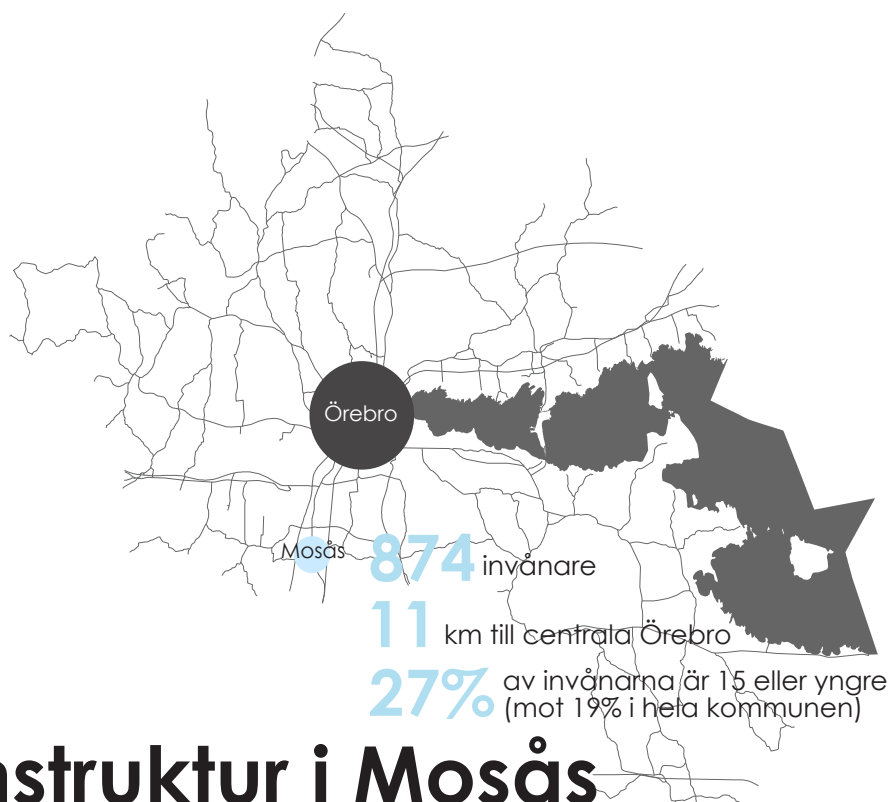 Örebro
Mosås
874 invånare
11 km till centrala Örebro
27% av invånarna är 15 eller yngre
(mot 19% i hela kommunen)
nstruktur i Mosås